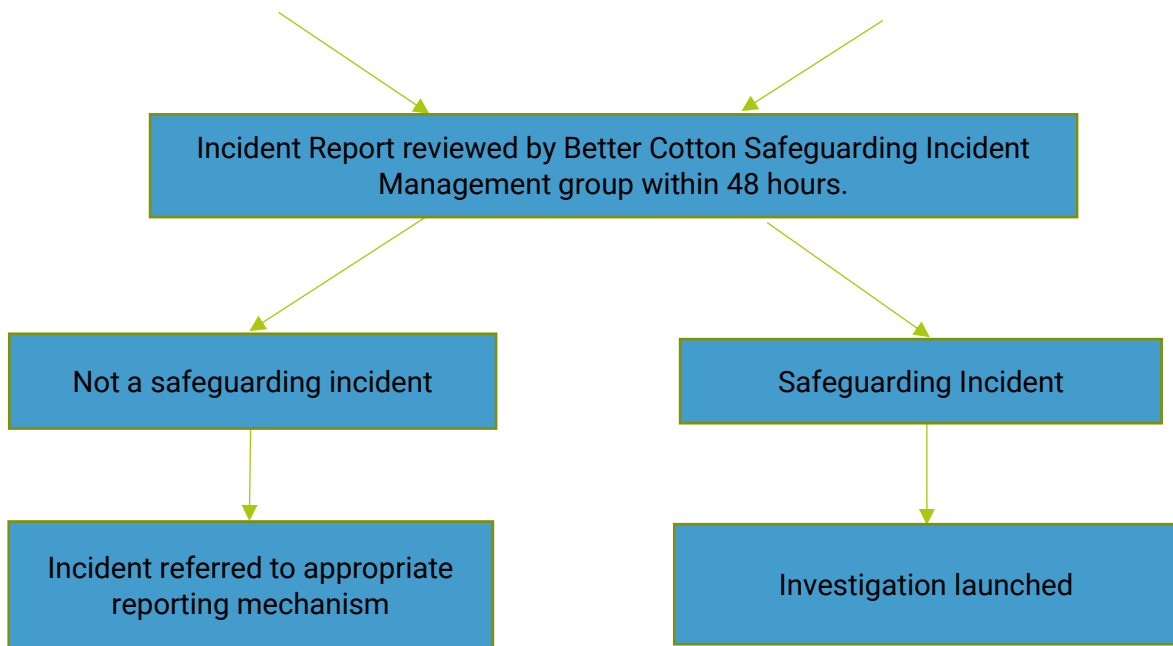 Incident Report reviewed by Better Cotton Safeguarding Incident
Management group within 48 hours.
Not a safeguarding incident
Safeguarding Incident
Incident referred to appropriate
reporting mechanism
Investigation launched